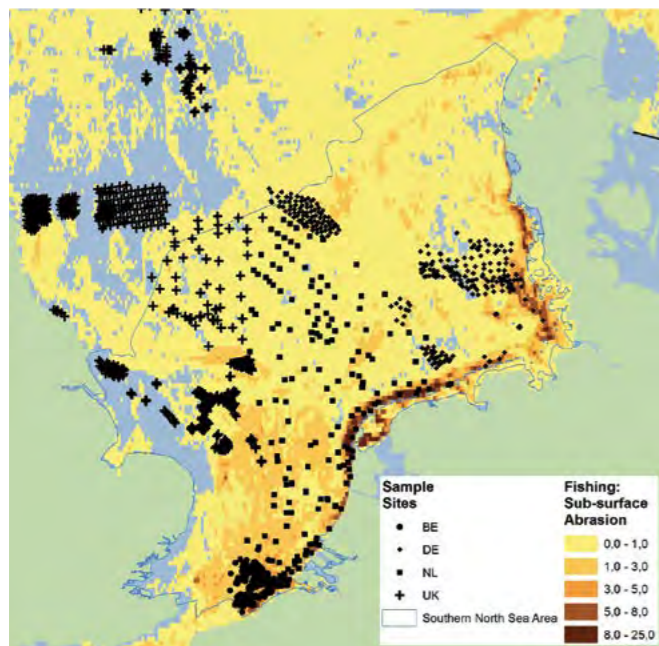 Sample
Sites
BE
DE
NL
UK
Southern North Sea Area
Fishing:
Sub-surface
Abrasion
0,0 - 1,0
1,0 - 3,0
3,0 - 5,0
5,0 - 8,0
8,0 - 25,0